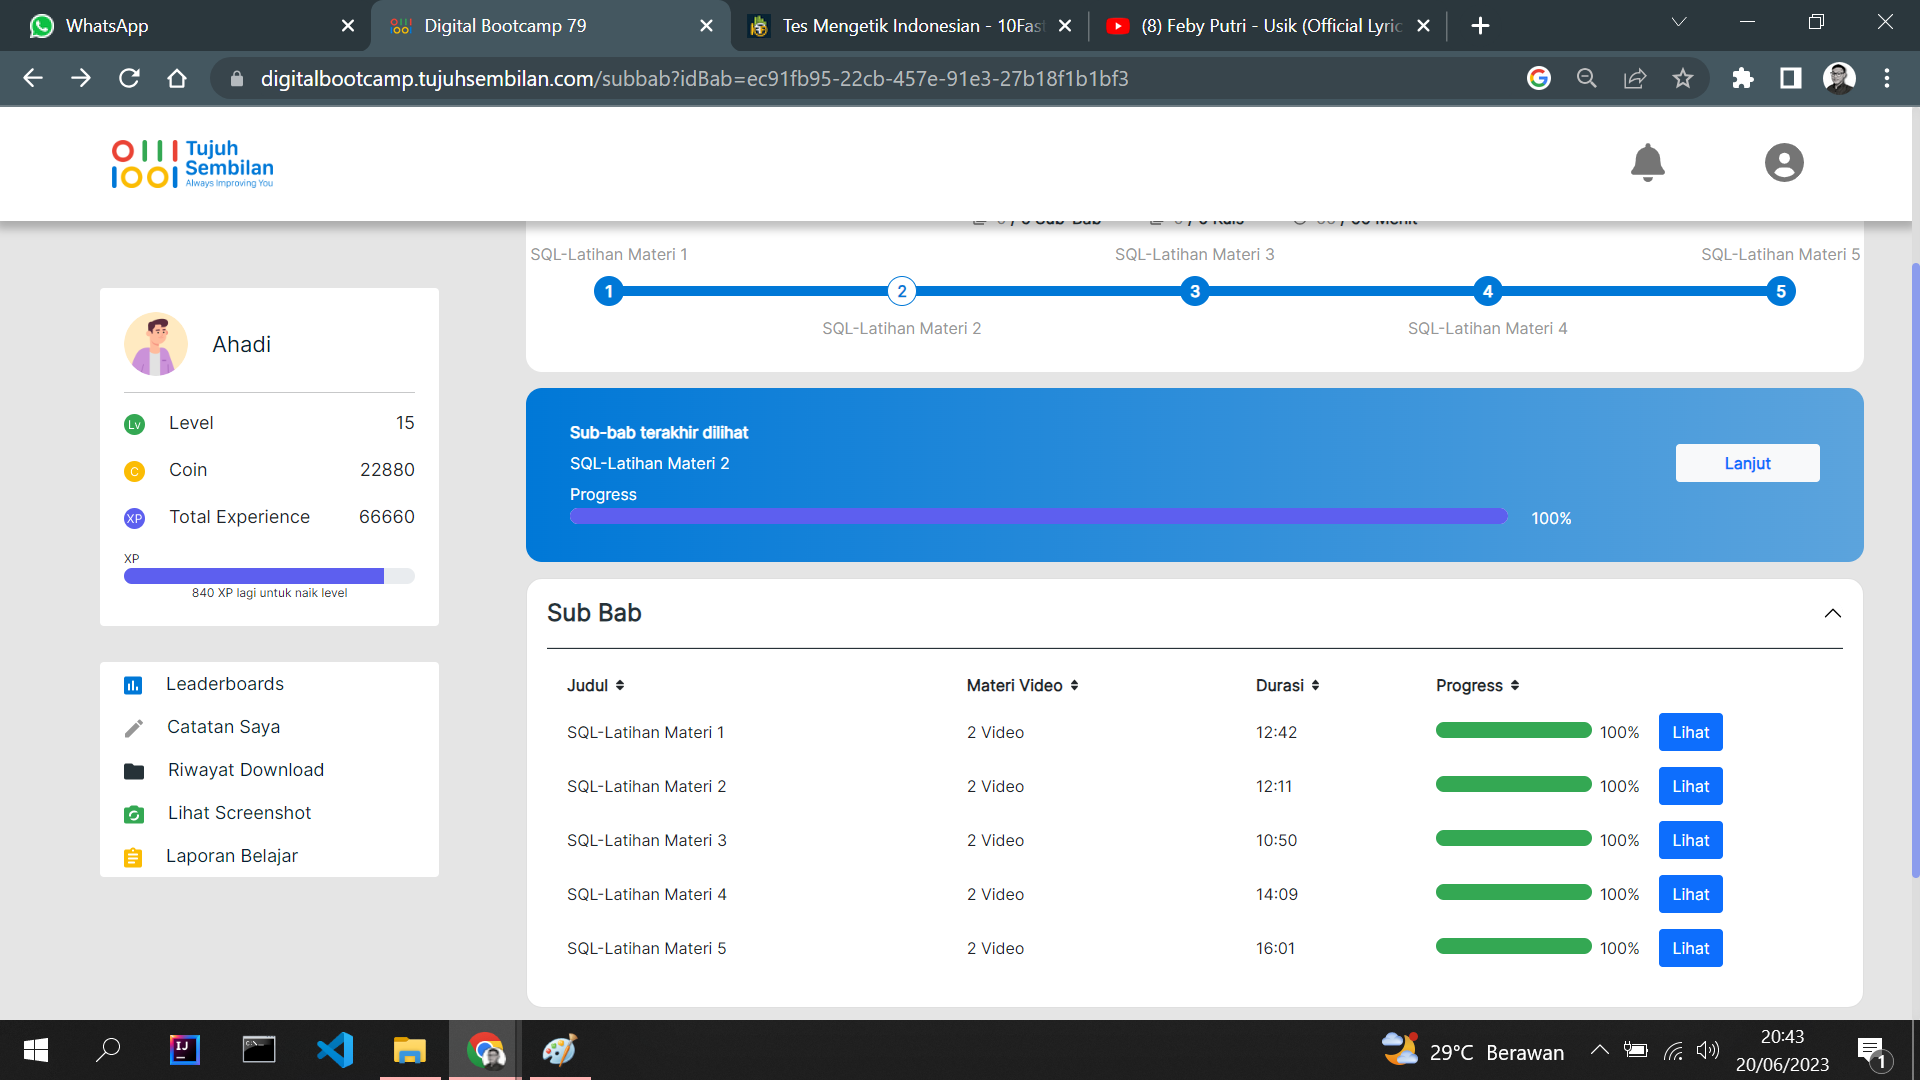 WhatsApp
Digital Bootcamp 79
Tes Mengetik Indonesian - 10Fast
(8) Feby Putri - Usik (Official Lyric
digitalbootcamp.tujuhsembilan.com/subbab?idBab=ec91fb95-22cb-457e-91e3-27b18f1b1bf3
Tujuh
Sembilan
Always Improving You
SQL-Latihan Materi 1
SQL-Latihan Materi 3
SQL-Latihan Materi 5
1
2
3
4
5
SQL-Latihan Materi 2
SQL-Latihan Materi 4
Ahadi
Lv Level 15
C Coin 22880
XP Total Experience 66660
XP
840 XP lagi untuk naik level
Leaderboards
Catatan Saya
Riwayat Download
Lihat Screenshot
Laporan Belajar
Sub-bab terakhir dilihat
SQL-Latihan Materi 2
Lanjut
Progress
100%
Sub Bab
Judul Materi Video Durasi Progress
SQL-Latihan Materi 1 2 Video 12:42 100% Lihat
SQL-Latihan Materi 2 2 Video 12:11 100% Lihat
SQL-Latihan Materi 3 2 Video 10:50 100% Lihat
SQL-Latihan Materi 4 2 Video 14:09 100% Lihat
SQL-Latihan Materi 5 2 Video 16:01 100% Lihat
IJ
29°C Berawan
20:43
20/06/2023
1